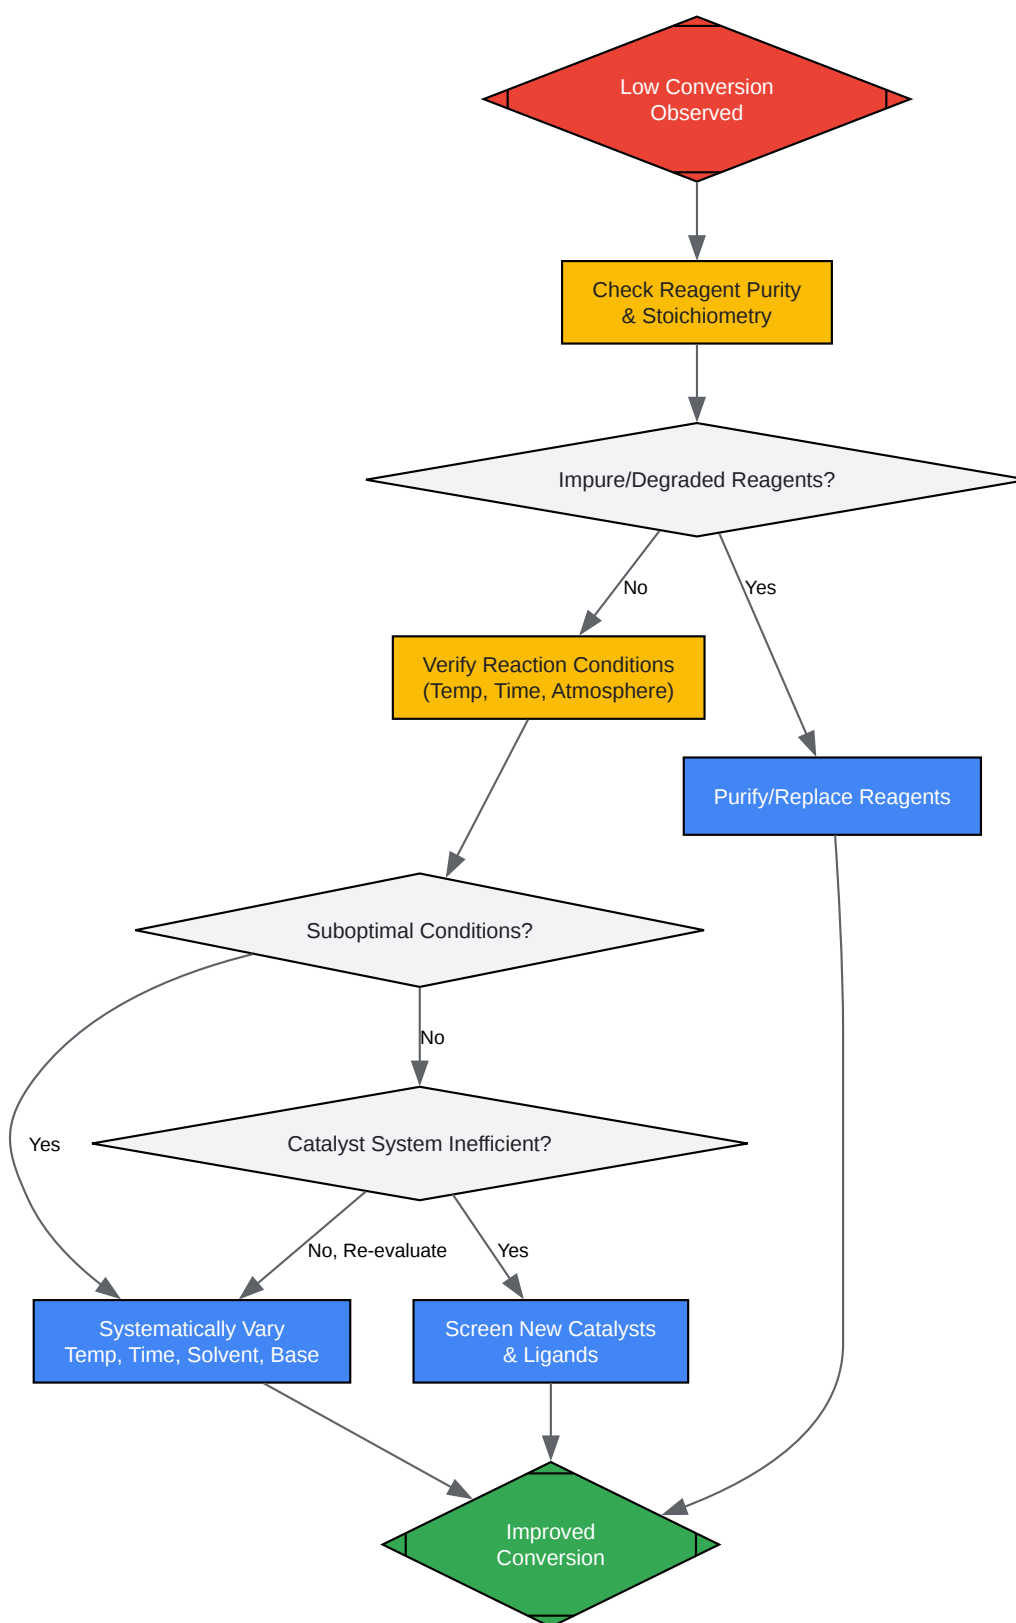 Low Conversion
Observed
Check Reagent Purity
& Stoichiometry
Impure/Degraded Reagents?
No
Yes
Verify Reaction Conditions
(Temp, Time, Atmosphere)
Purify/Replace Reagents
Suboptimal Conditions?
No
Yes
Catalyst System Inefficient?
No, Re-evaluate
Yes
Systematically Vary
Temp, Time, Solvent, Base
Screen New Catalysts
& Ligands
Improved
Conversion